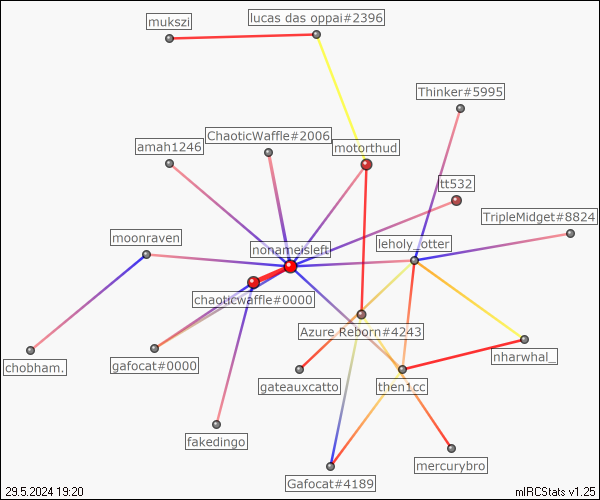 lucas das oppai#2396
mukszi
Thinker#5995
ChaoticWaffle#2006
amah1246
motorthud
tt532
TripleMidget#8824
moonraven
nonameisleft
leholy_otter
chaoticwaffle#0000
Azure Reborn#4243
nharwhal_
chobham.
gafocat#0000
gateauxcatto
then1cc
fakedingo
mercurybro
Gafocat#4189
29.5.2024 19:20
mIRCStats v1.25